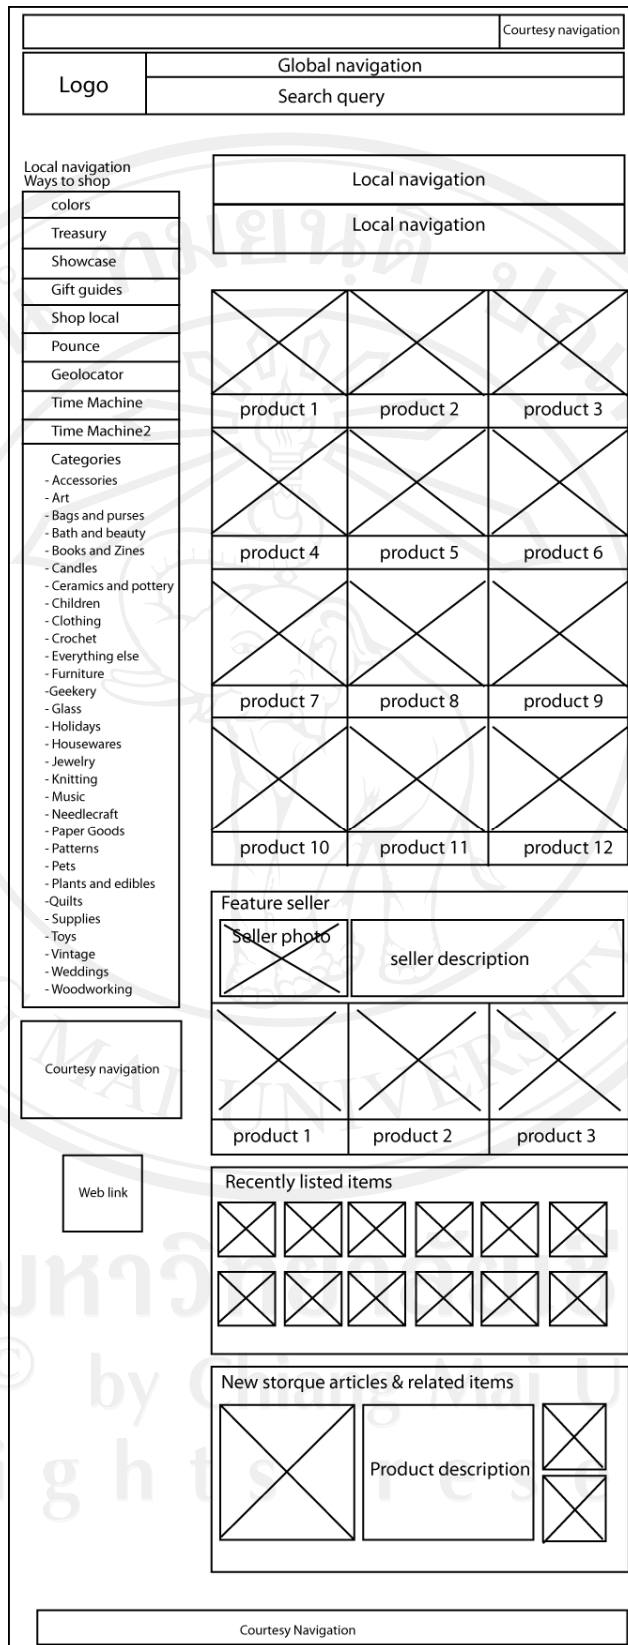 Courtesy navigation
Logo
Global navigation
Search query
Local navigation
Ways to shop
colors
Treasury
Showcase
Gift guides
Shop local
Pounce
Geolocator
Time Machine
Time Machine2
Categories
- Accessories
- Art
- Bags and purses
- Bath and beauty
- Books and Zines
- Candles
- Ceramics and pottery
- Children
- Clothing
- Crochet
- Everything else
- Furniture
-Geekery
- Glass
- Holidays
- Housewares
- Jewelry
- Knitting
- Music
- Needlecraft
- Paper Goods
- Patterns
- Pets
- Plants and edibles
-Quilts
- Supplies
- Toys
- Vintage
- Weddings
- Woodworking
Courtesy navigation
Web link
Local navigation
Local navigation
product 1 product 2 product 3
product 4 product 5 product 6
product 7 product 8 product 9
product 10 product 11 product 12
Feature seller
Seller photo
seller description
product 1 product 2 product 3
Recently listed items
New storque articles & related items
Product description
Courtesy Navigation
MAI UNIVERSITY
© by Chiang Mai U